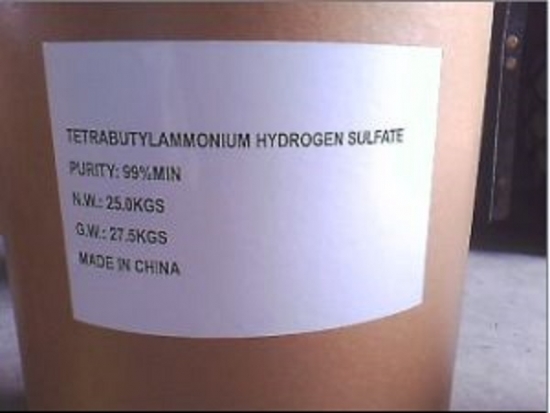 TETRABUTYLAMMONIUM HYDROGEN SULFATE
PURITY: 99%MIN
N.W.: 25.0KGS
G.W.: 27.5KGS
MADE IN CHINA